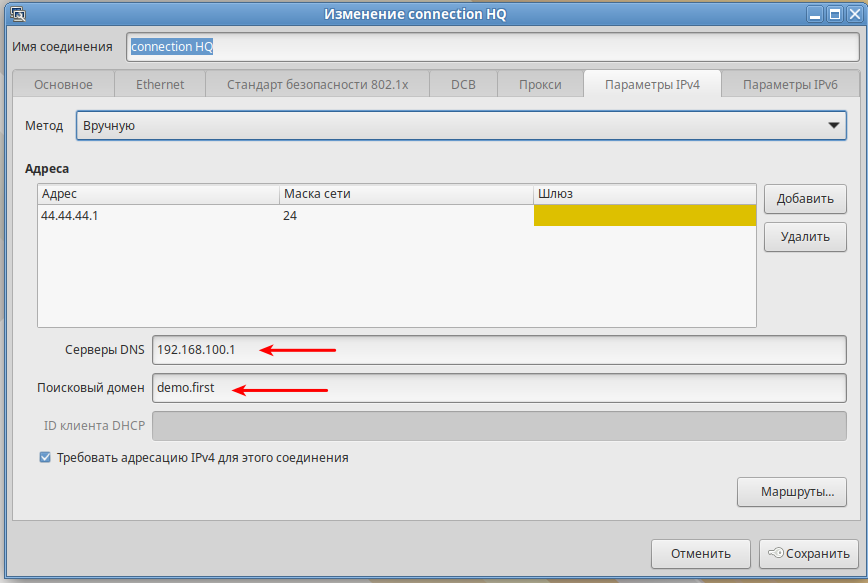 Изменение connection HQ
Имя соединения connection HQ
Основное Ethernet Стандарт безопасности 802.1x DCB Прокси Параметры IPv4 Параметры IPv6
Метод Вручную
Адреса
Адрес Маска сети Шлюз
44.44.44.1 24
Добавить
Удалить
Серверы DNS 192.168.100.1
Поисковый домен demo.first
ID клиента DHCP
Требовать адресацию IPv4 для этого соединения
Маршруты...
Отменить Сохранить